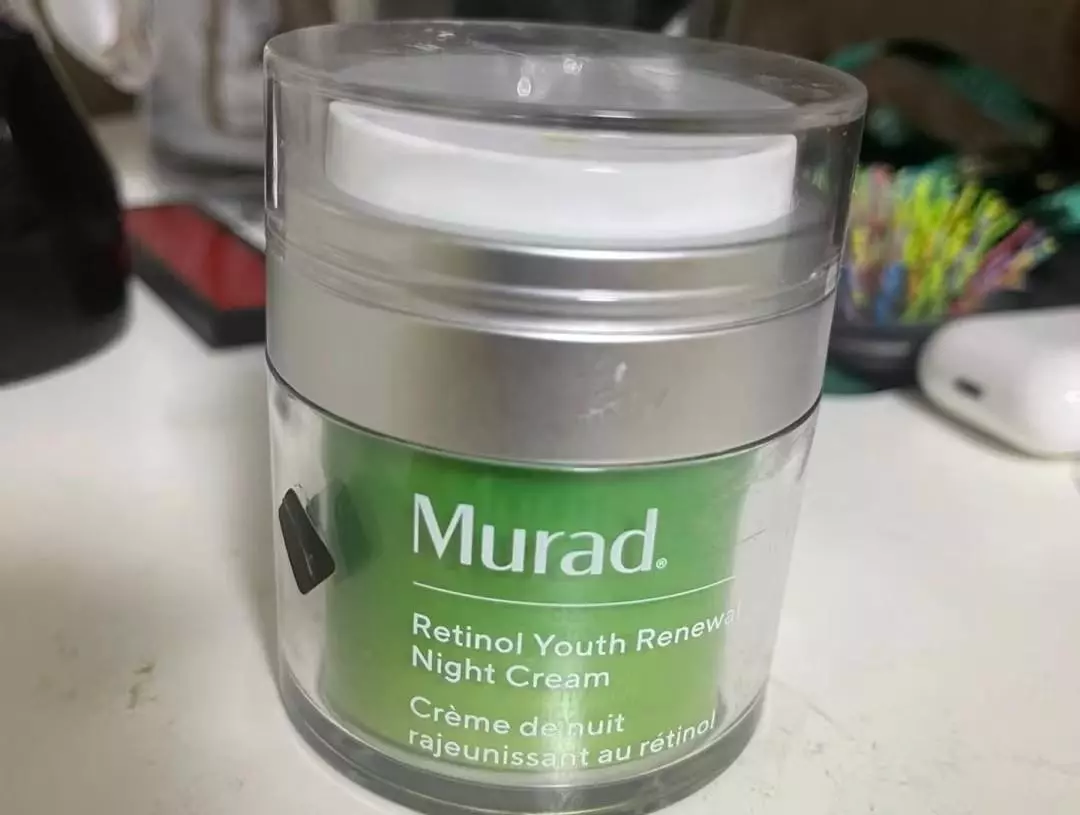 Murad®
Retinol Youth Renewal
Night Cream
Crème de nuit
rajeunissant au rétinol